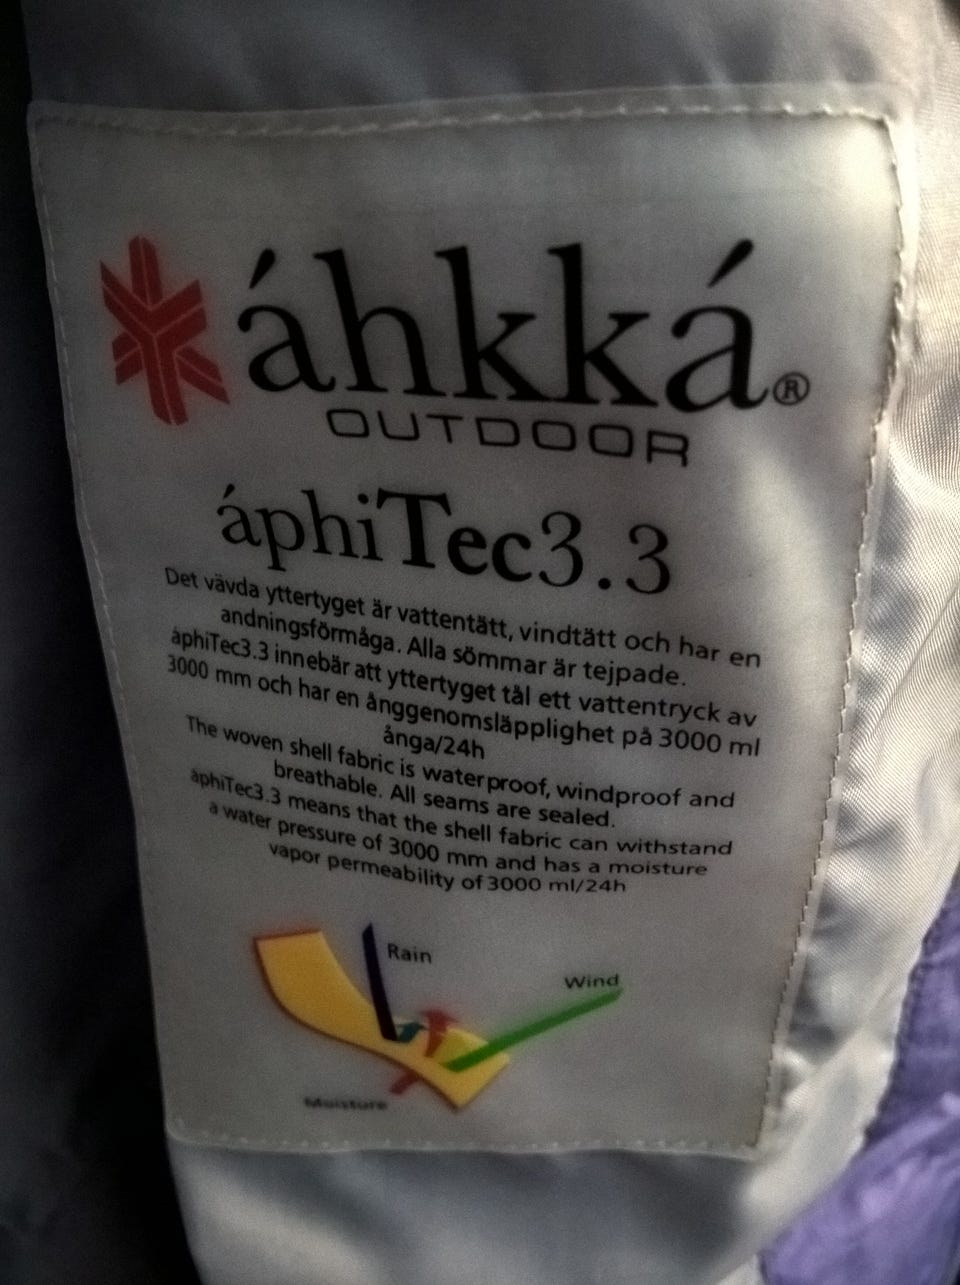 áhkká®
OUTDOOR
áphiTec3.3
Det vävda yttertyget är vattentätt, vindtätt och har en
andningsförmåga. Alla sömmar är tejpade.
áphiTec3.3 innebär att yttertyget tål ett vattentryck av
3000 mm och har en ånggenomsläpplighet på 3000 ml
ånga/24h
The woven shell fabric is waterproof, windproof and
breathable. All seams are sealed.
áphiTec3.3 means that the shell fabric can withstand
a water pressure of 3000 mm and has a moisture
vapor permeability of 3000 ml/24h
Rain
Wind
Moisture